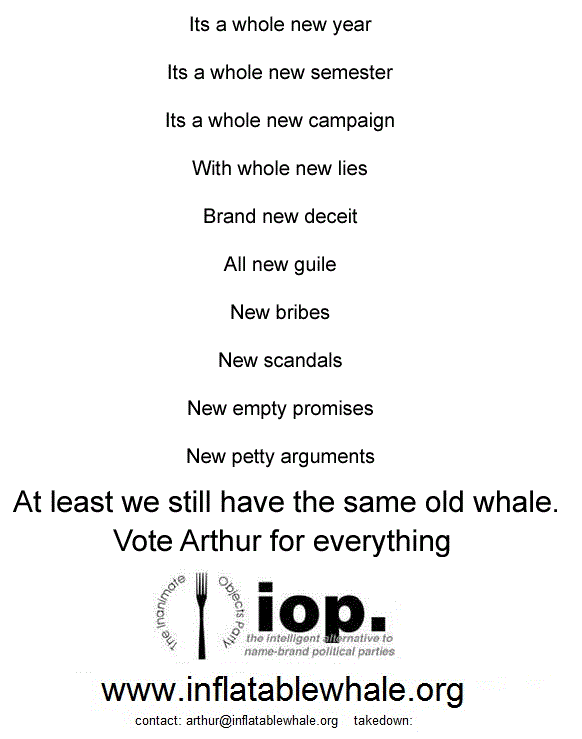 Its a whole new year
Its a whole new semester
Its a whole new campaign
With whole new lies
Brand new deceit
All new guile
New bribes
New scandals
New empty promises
New petty arguments
At least we still have the same old whale.
Vote Arthur for everything
The Inanimate Objects Party
iop.
the intelligent alternative to
name-brand political parties
www.inflatablewhale.org
contact: arthur@inflatablewhale.org takedown: